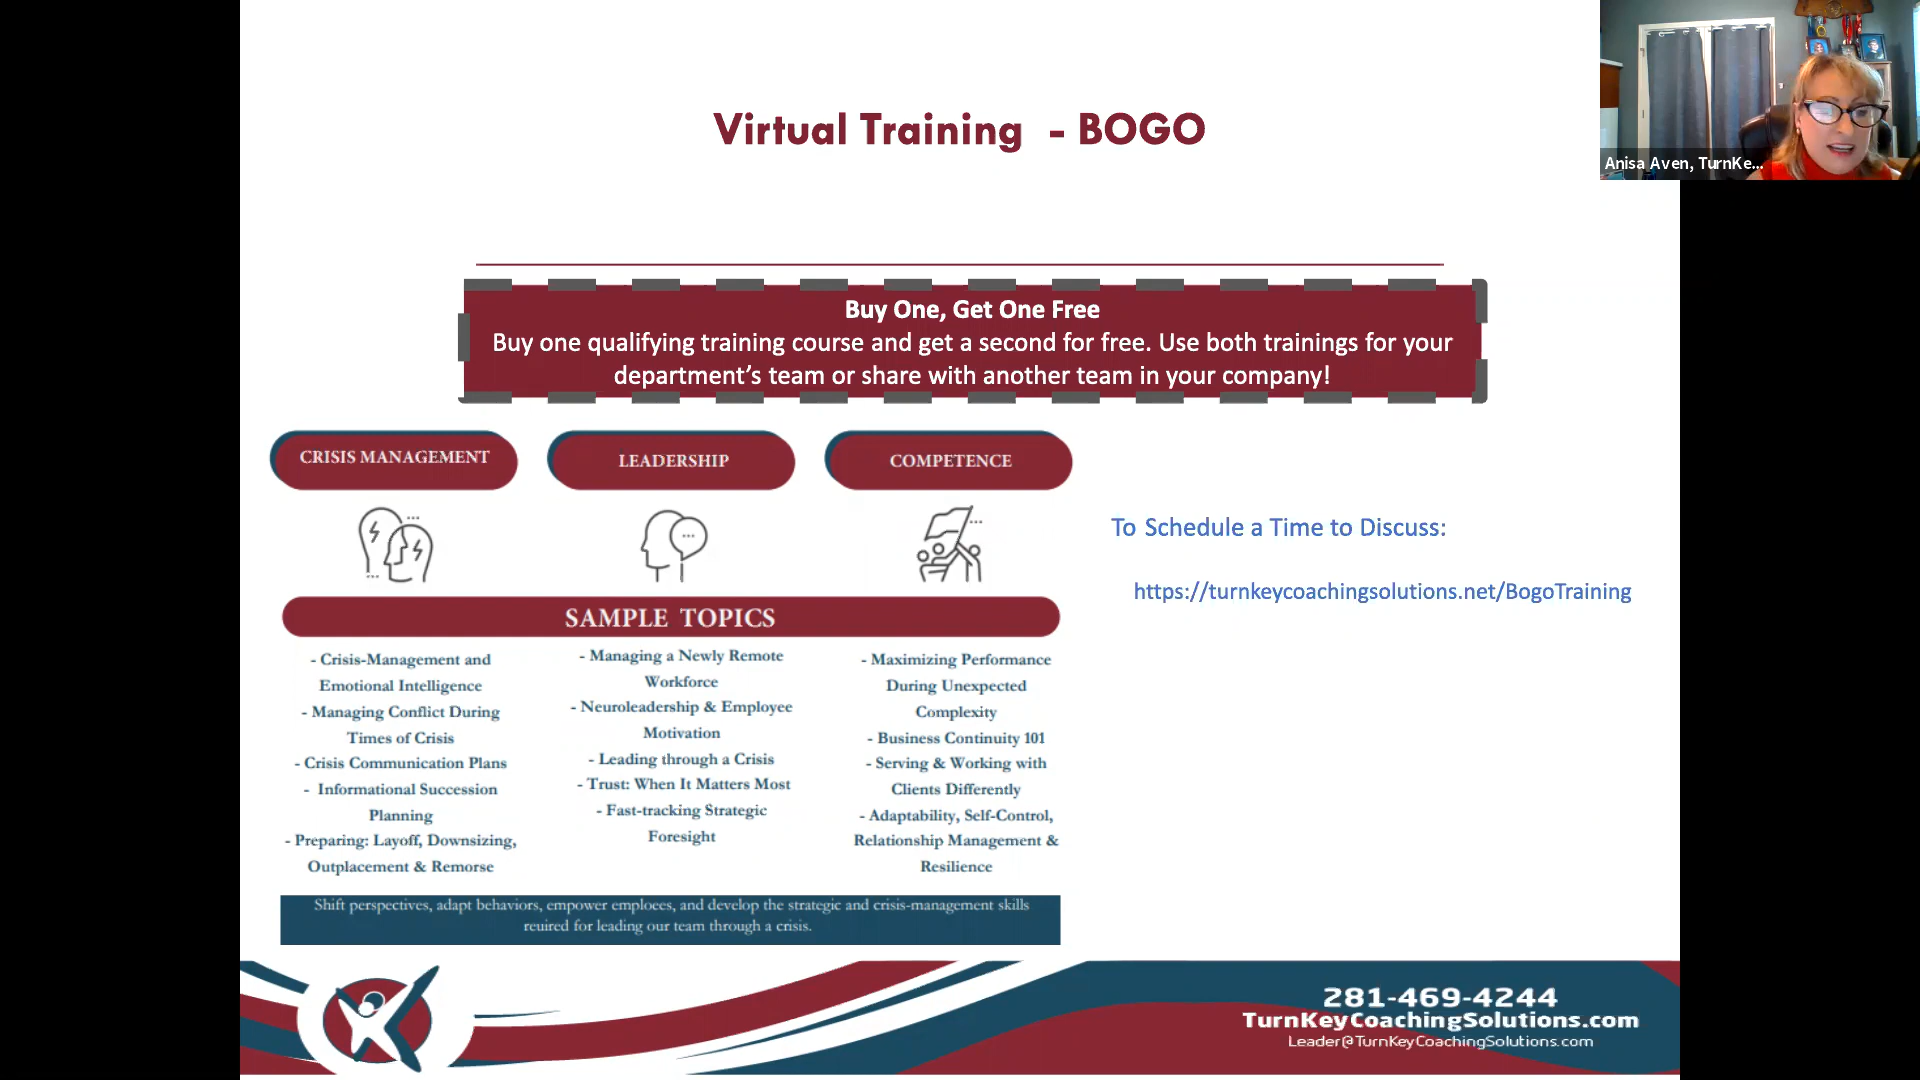 Virtual Training - BOGO
Anisa Aven, TurnKe...
Buy One, Get One Free
Buy one qualifying training course and get a second for free. Use both trainings for your
department's team or share with another team in your company!
CRISIS MANAGEMENT
LEADERSHIP
COMPETENCE
SAMPLE TOPICS
- Crisis-Management and
Emotional Intelligence
- Managing Conflict During
Times of Crisis
- Crisis Communication Plans
- Informational Succession
Planning
- Preparing: Layoff, Downsizing,
Outplacement & Remorse
- Managing a Newly Remote
Workforce
- Neuroleadership & Employee
Motivation
- Leading through a Crisis
- Trust: When It Matters Most
- Fast-tracking Strategic
Foresight
- Maximizing Performance
During Unexpected
Complexity
- Business Continuity 101
- Serving & Working with
Clients Differently
- Adaptability, Self-Control,
Relationship Management &
Resilience
Shift perspectives, adapt behaviors, empower emploees, and develop the strategic and crisis-management skills
reuired for leading our team through a crisis.
To Schedule a Time to Discuss:
https://turnkeycoachingsolutions.net/BogoTraining
281-469-4244
TurnKeyCoachingSolutions.com
Leader@TurnKeyCoachingSolutions.com